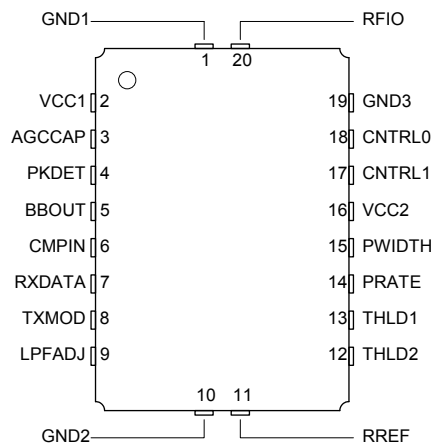 GND1 RFIO
1 20
VCC1 2 19 GND3
AGCCAP 3 18 CNTRL0
PKDET 4 17 CNTRL1
BBOUT 5 16 VCC2
CMPIN 6 15 PWIDTH
RXDATA 7 14 PRATE
TXMOD 8 13 THLD1
LPFADJ 9 12 THLD2
10 11
GND2 RREF